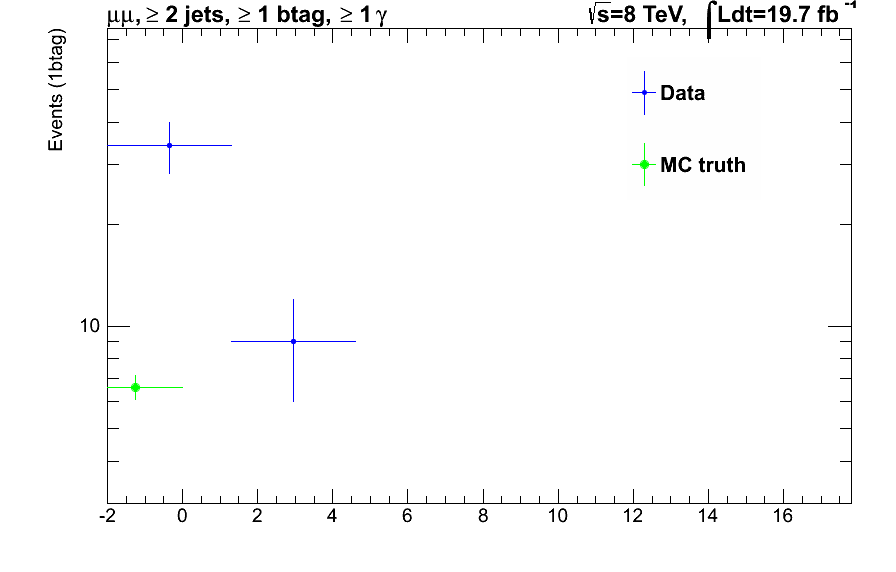 μμ, ≥ 2 jets, ≥ 1 btag, ≥ 1 γ
√s=8 TeV, ∫Ldt=19.7 fb⁻¹
Events (1btag)
Data
MC truth
10
-2 0 2 4 6 8 10 12 14 16